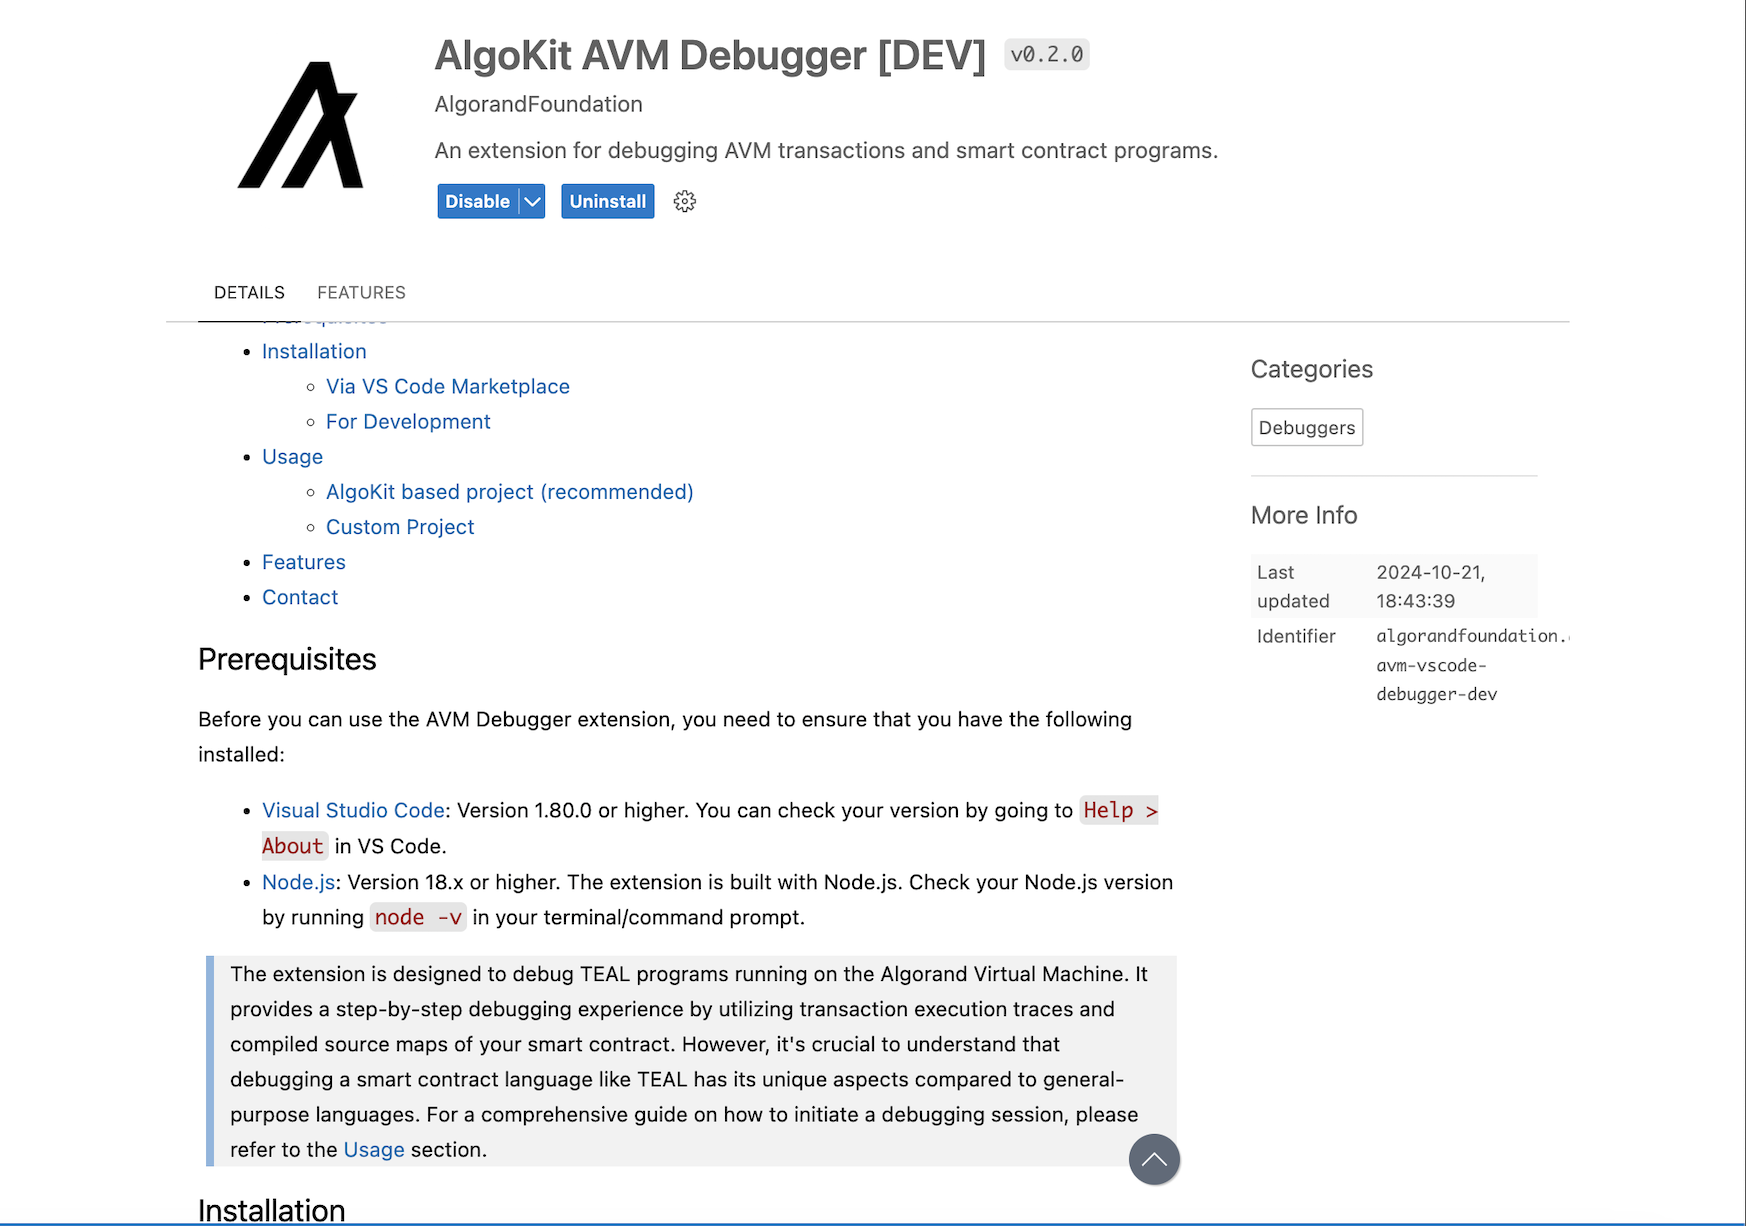 AlgoKit AVM Debugger [DEV] v0.2.0
AlgorandFoundation
An extension for debugging AVM transactions and smart contract programs.
Disable
Uninstall
DETAILS
FEATURES
Installation
Via VS Code Marketplace
For Development
Usage
AlgoKit based project (recommended)
Custom Project
Features
Contact
Prerequisites
Before you can use the AVM Debugger extension, you need to ensure that you have the following
installed:
Visual Studio Code: Version 1.80.0 or higher. You can check your version by going to Help >
About in VS Code.
Node.js: Version 18.x or higher. The extension is built with Node.js. Check your Node.js version
by running node -v in your terminal/command prompt.
The extension is designed to debug TEAL programs running on the Algorand Virtual Machine. It
provides a step-by-step debugging experience by utilizing transaction execution traces and
compiled source maps of your smart contract. However, it's crucial to understand that
debugging a smart contract language like TEAL has its unique aspects compared to general-
purpose languages. For a comprehensive guide on how to initiate a debugging session, please
refer to the Usage section.
Installation
Categories
Debuggers
More Info
Last
updated
2024-10-21,
18:43:39
Identifier
algorandfoundation.
avm-vscode-
debugger-dev